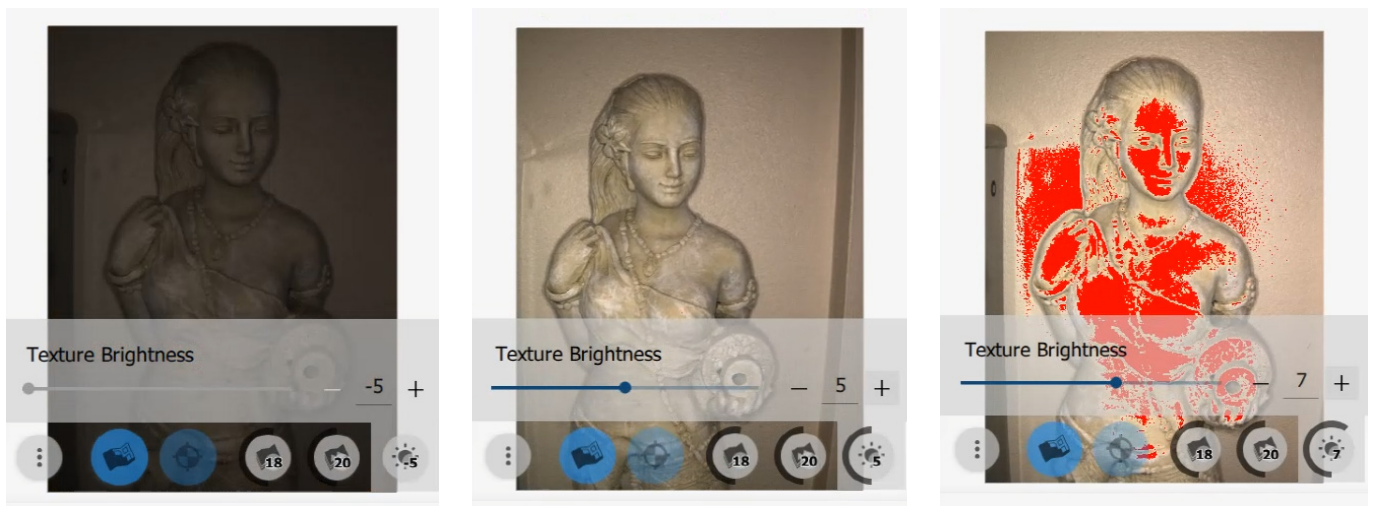 Texture Brightness
-5 +
18 20 -5
Texture Brightness
— 5 +
18 20 5
Texture Brightness
— 7 +
18 20 7